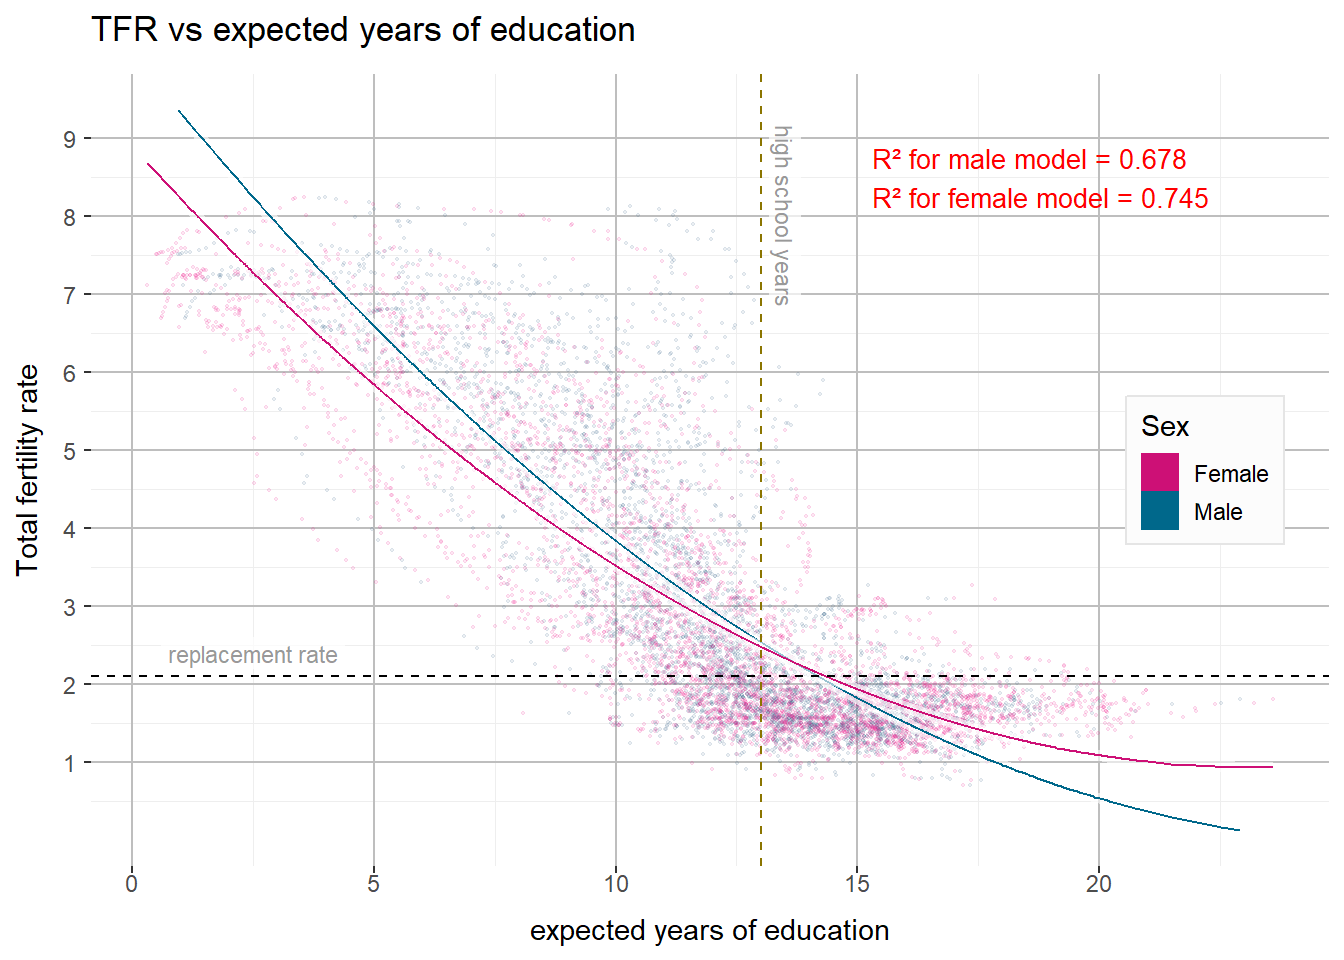 TFR vs expected years of education
R² for male model = 0.678
R² for female model = 0.745
high school years
replacement rate
Total fertility rate
9
8
7
6
5
4
3
2
1
0
5
10
15
20
expected years of education
Sex
Female
Male